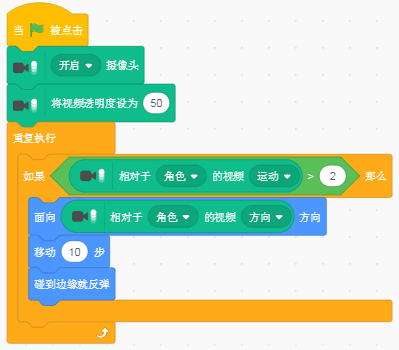 当 被点击
开启 摄像头
将视频透明度设为 50
重复执行
如果 相对于 角色 的视频 运动 > 2 那么
面向 相对于 角色 的视频 方向 方向
移动 10 步
碰到边缘就反弹